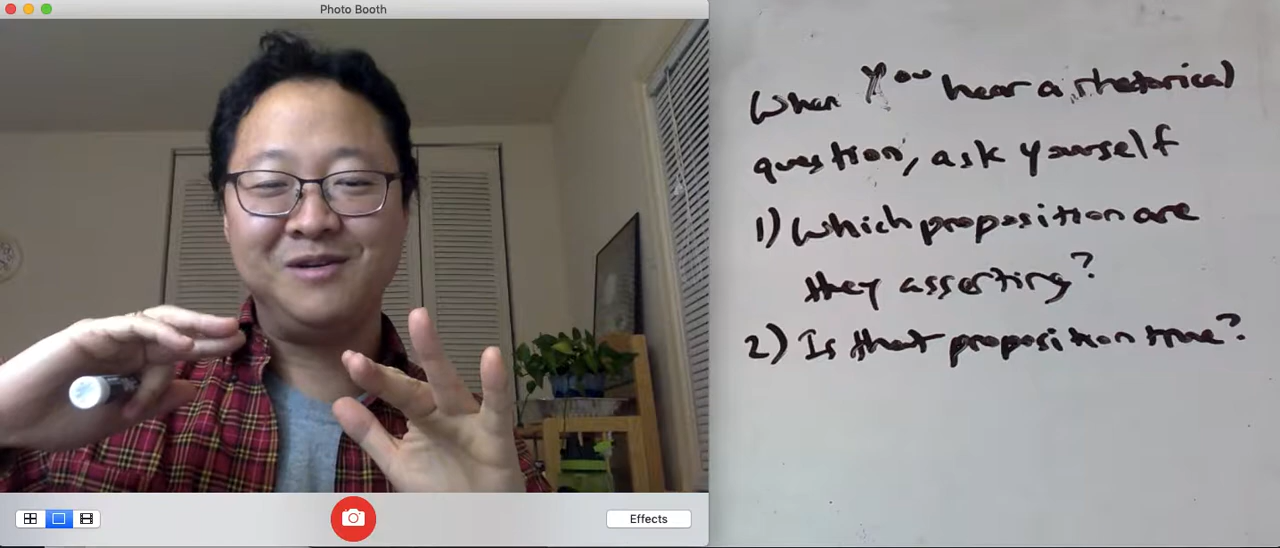 Photo Booth
When You hear a rhetorical
question, ask yourself
1) Which proposition are
they asserting?
2) Is that proposition true?
Effects